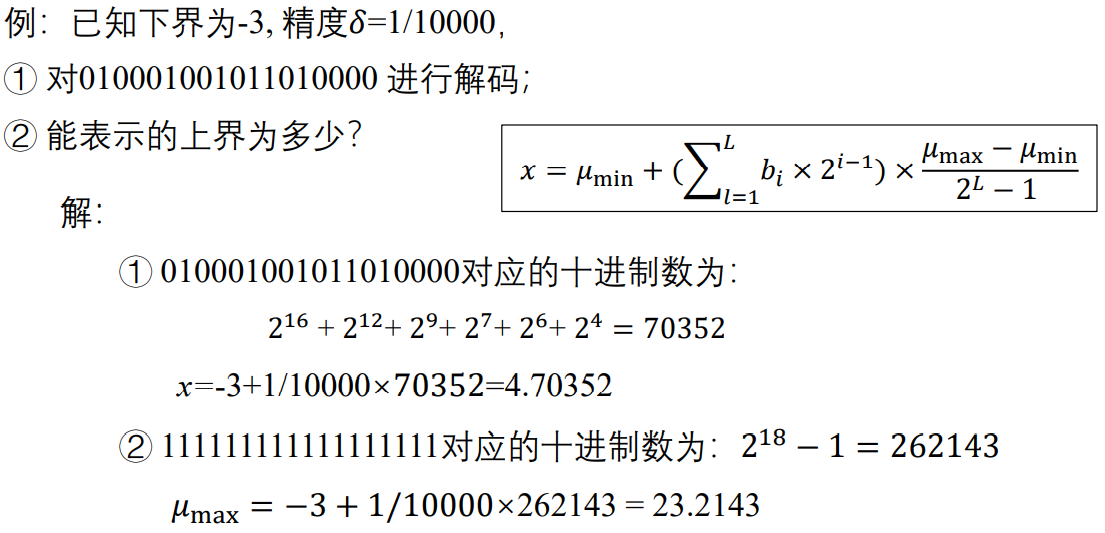 例：已知下界为-3, 精度𝛿=1/10000,
① 对010001001011010000 进行解码；
② 能表示的上界为多少？
x = μ_min + (∑_{l=1}^{L} b_i × 2^{i−1}) × (μ_max − μ_min)/(2^L − 1)
解：
① 010001001011010000对应的十进制数为：
2^16 + 2^12+ 2^9+ 2^7+ 2^6+ 2^4 = 70352
x=-3+1/10000×70352=4.70352
② 111111111111111111对应的十进制数为：2^18 − 1 = 262143
μ_max = −3 + 1/10000×262143 = 23.2143